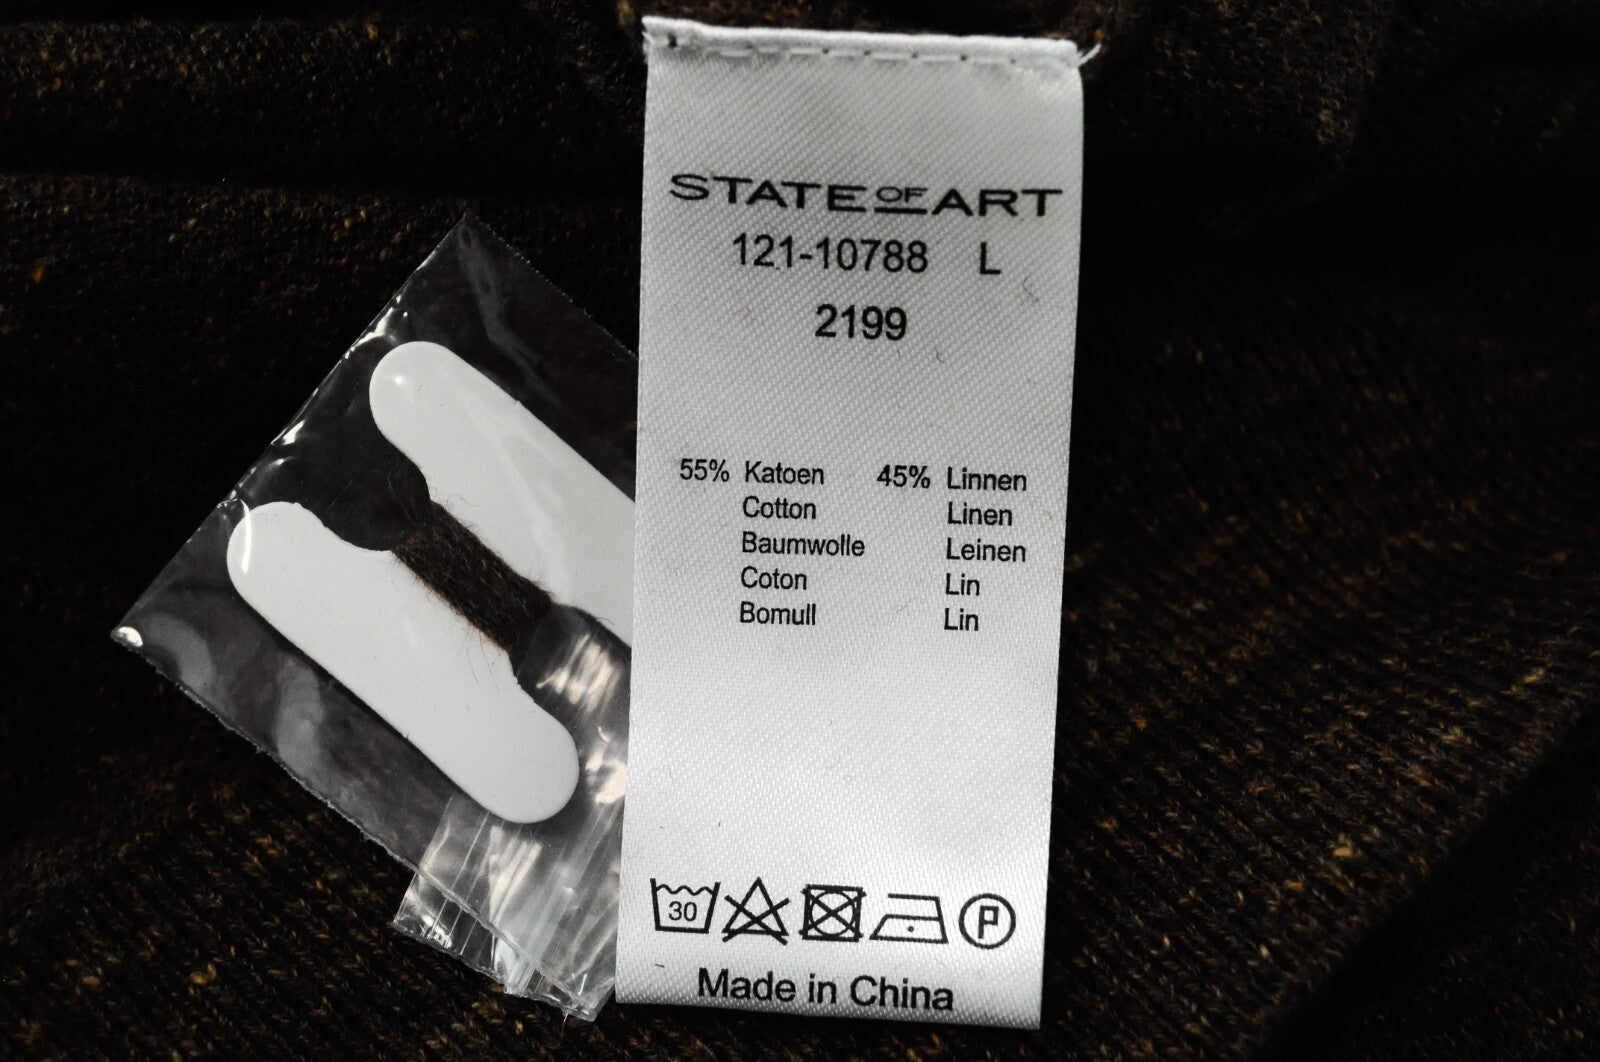 STATE OF ART
121-10788 L
2199
55% Katoen 45% Linnen
Cotton Linen
Baumwolle Leinen
Coton Lin
Bomull Lin
30 P
Made in China